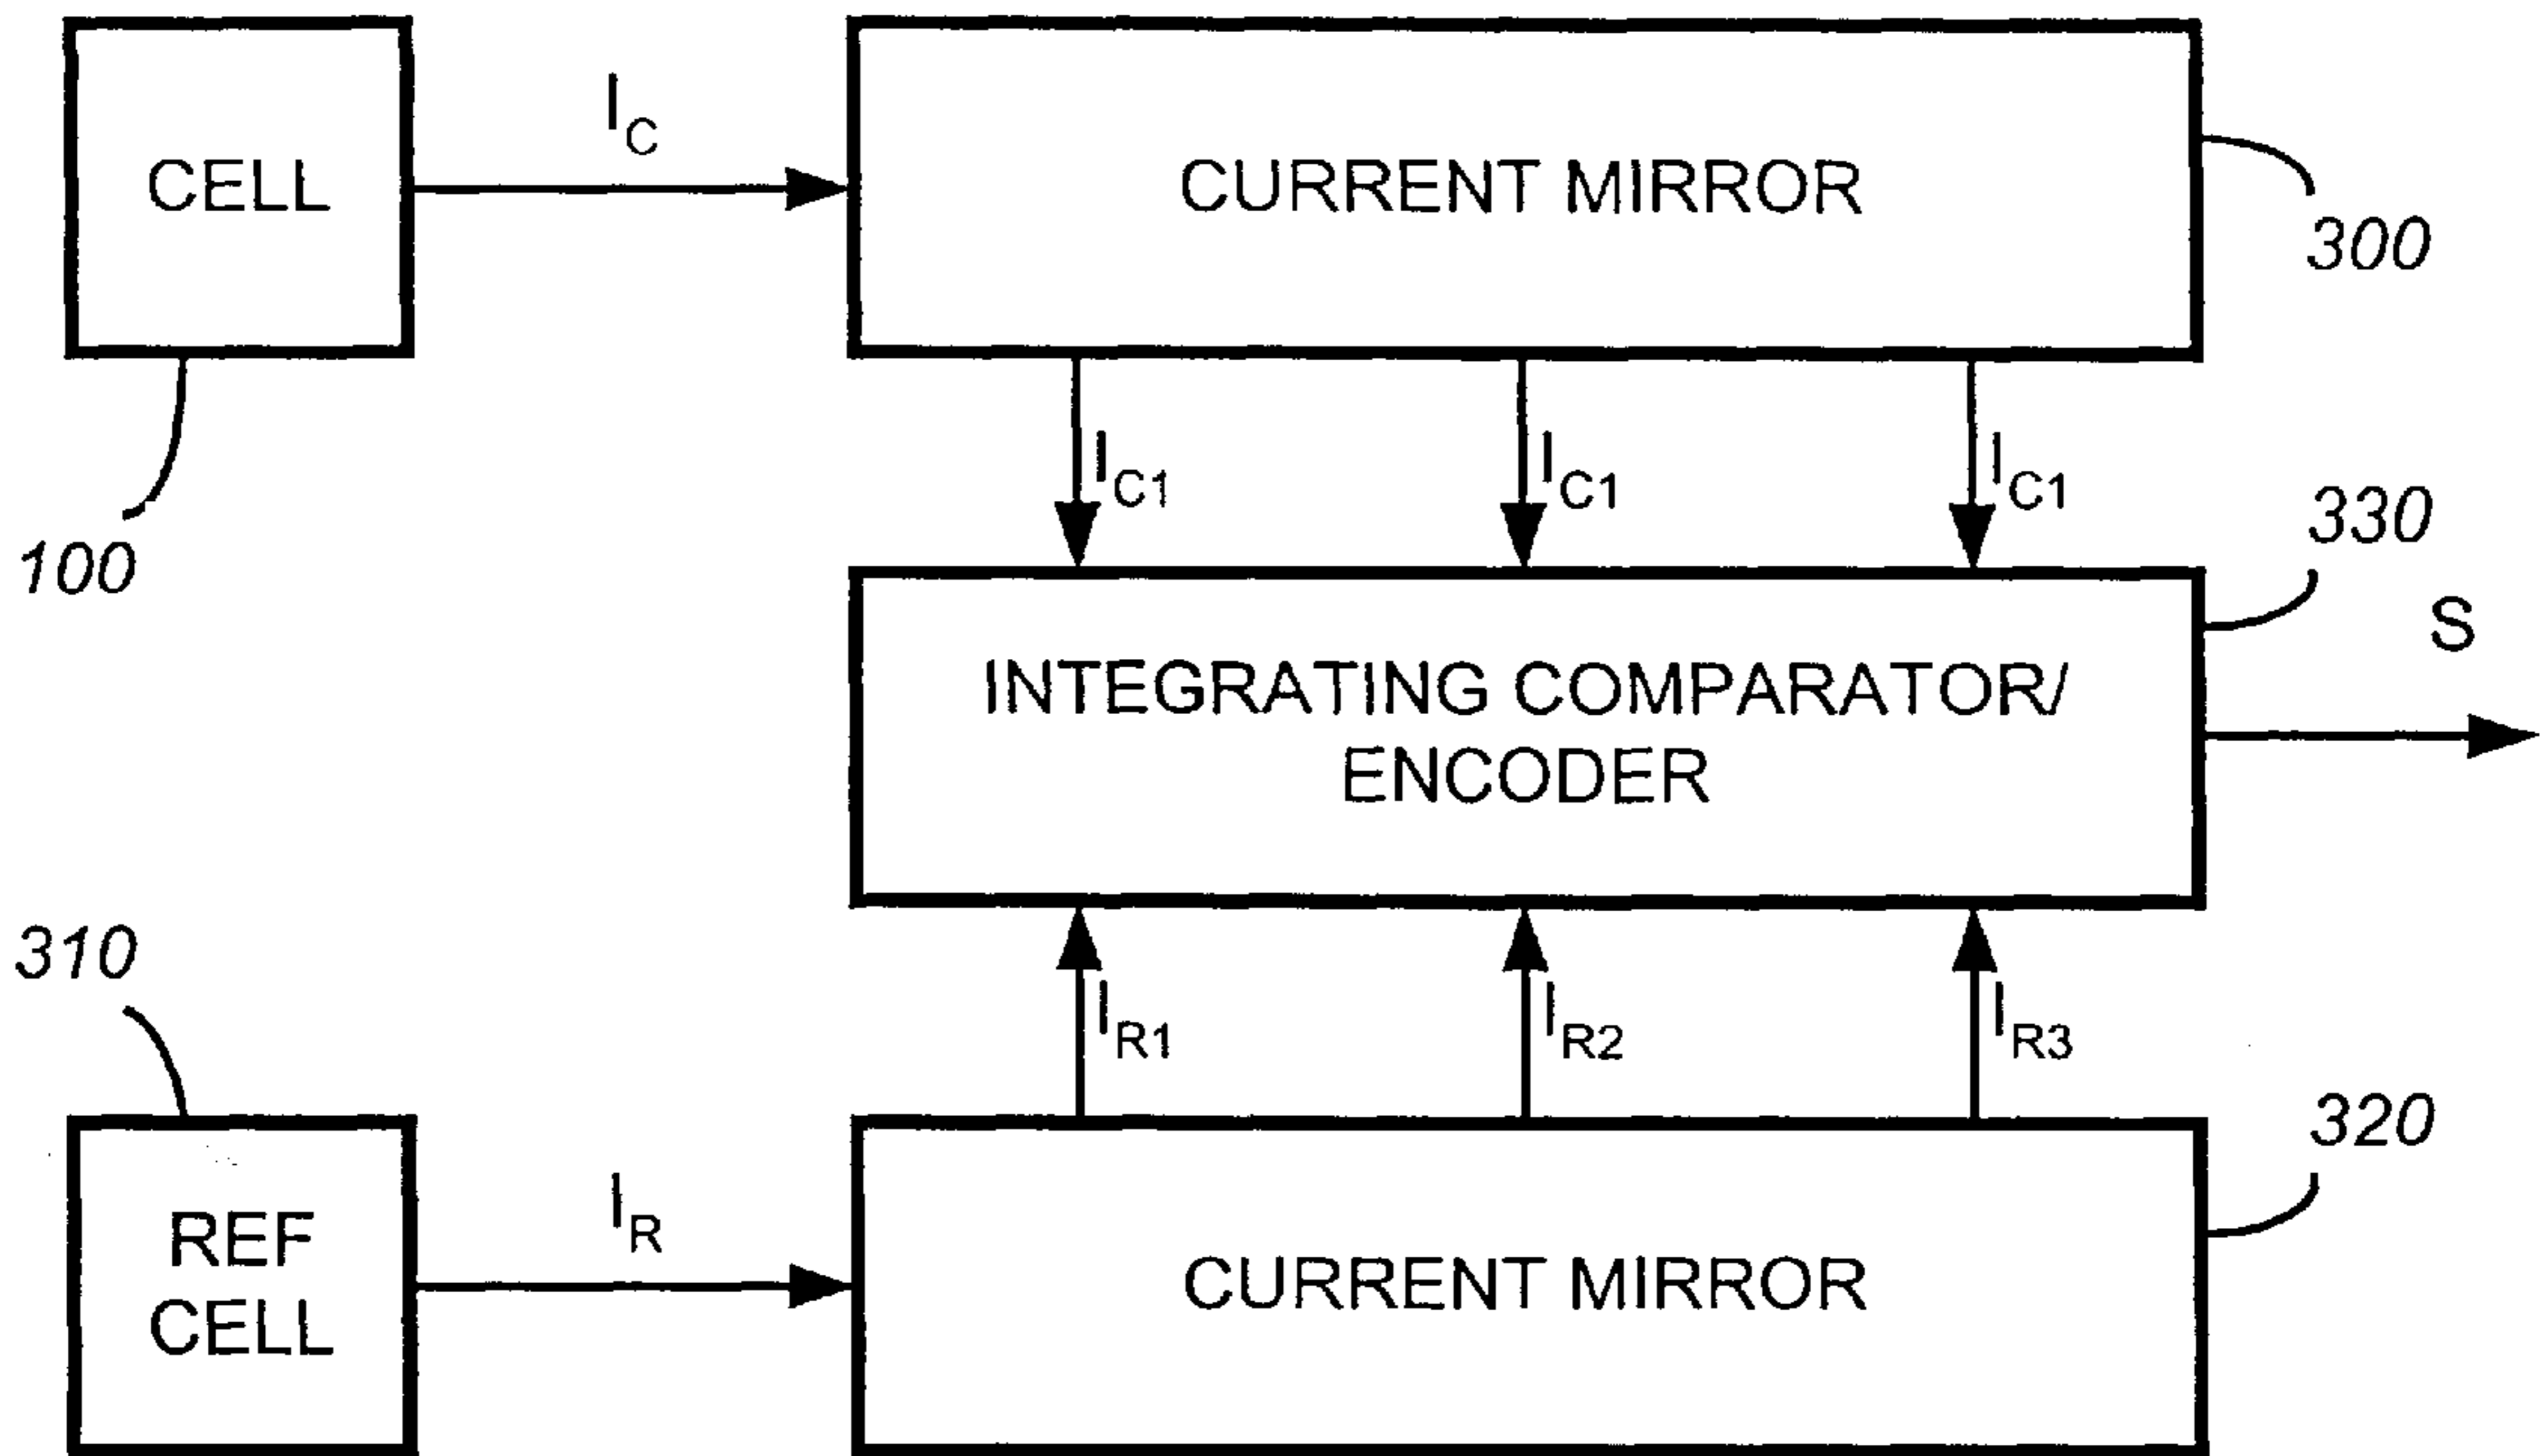 CELL
I_C
CURRENT MIRROR
300
100
I_C1
I_C1
I_C1
330
INTEGRATING COMPARATOR/
ENCODER
S
310
I_R1
I_R2
I_R3
REF
CELL
I_R
CURRENT MIRROR
320